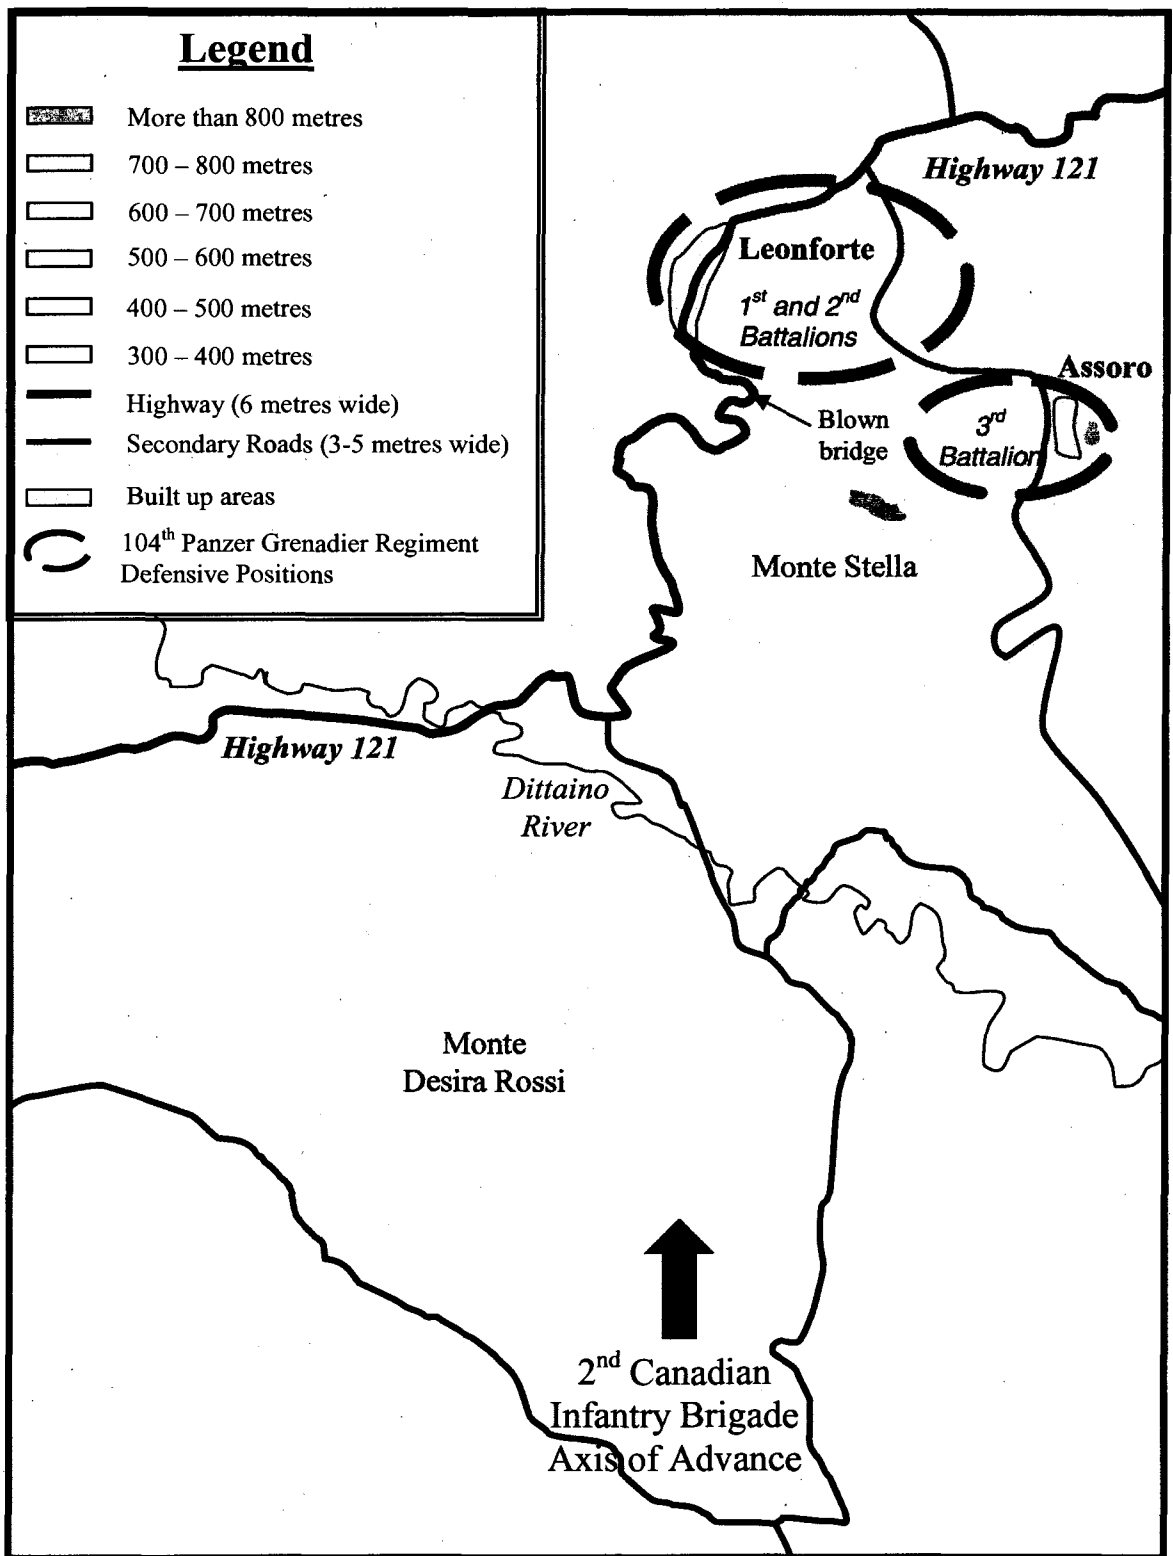 Legend
More than 800 metres
700 – 800 metres
600 – 700 metres
500 – 600 metres
400 – 500 metres
300 – 400 metres
Highway (6 metres wide)
Secondary Roads (3-5 metres wide)
Built up areas
104th Panzer Grenadier Regiment
Defensive Positions
Highway 121
Leonforte
1st and 2nd
Battalions
Assoro
Blown
bridge
3rd
Battalion
Monte Stella
Highway 121
Dittaino
River
Monte
Desira Rossi
2nd Canadian
Infantry Brigade
Axis of Advance